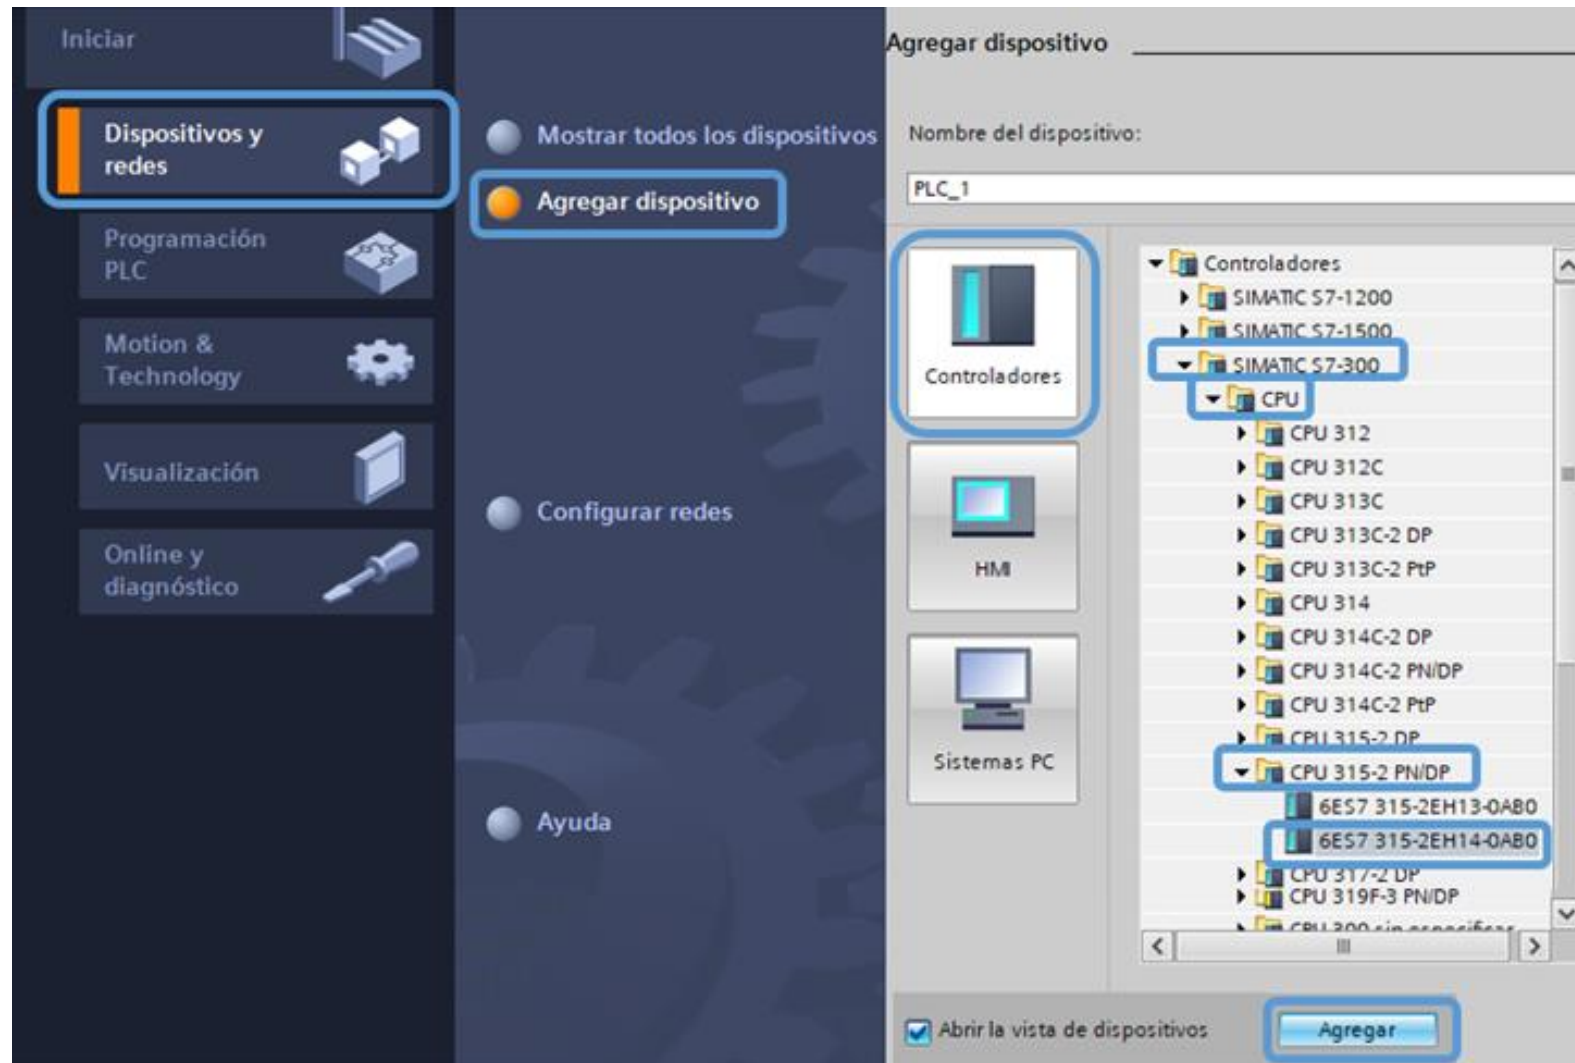 Iniciar
Dispositivos y
redes
Programación
PLC
Motion &
Technology
Visualización
Online y
diagnóstico
Mostrar todos los dispositivos
Agregar dispositivo
Configurar redes
Ayuda
Agregar dispositivo
Nombre del dispositivo:
PLC_1
Controladores
HMI
Sistemas PC
Controladores
SIMATIC S7-1200
SIMATIC S7-1500
SIMATIC S7-300
CPU
CPU 312
CPU 312C
CPU 313C
CPU 313C-2 DP
CPU 313C-2 PtP
CPU 314
CPU 314C-2 DP
CPU 314C-2 PN/DP
CPU 314C-2 PtP
CPU 315-2 DP
CPU 315-2 PN/DP
6ES7 315-2EH13-0AB0
6ES7 315-2EH14-0AB0
CPU 317-2 DP
CPU 319F-3 PN/DP
CPU 300 sin especificar
Abrir la vista de dispositivos
Agregar